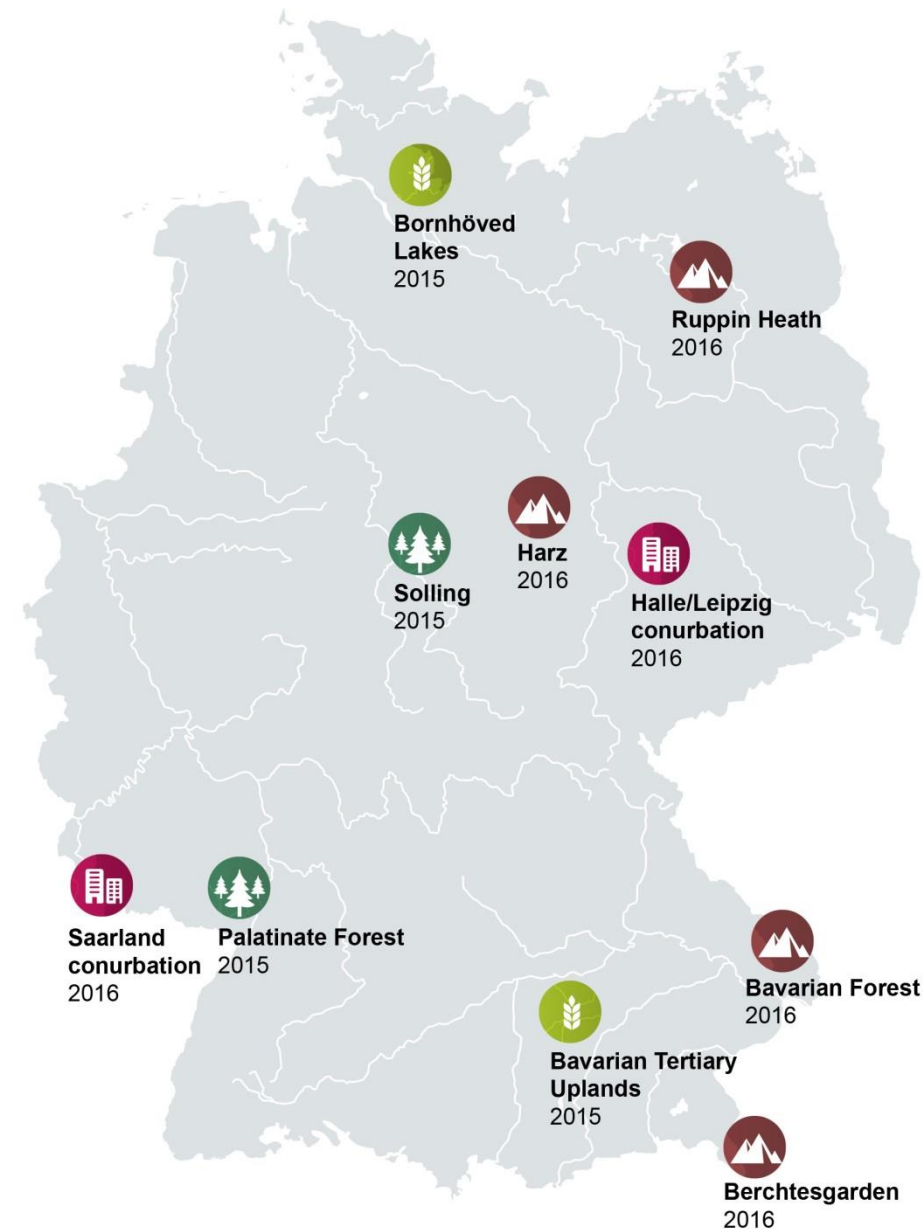 Bornhöved
Lakes
2015
Ruppin Heath
2016
Harz
2016
Solling
2015
Halle/Leipzig
conurbation
2016
Saarland
conurbation
2016
Palatinate Forest
2015
Bavarian Forest
2016
Bavarian Tertiary
Uplands
2015
Berchtesgarden
2016